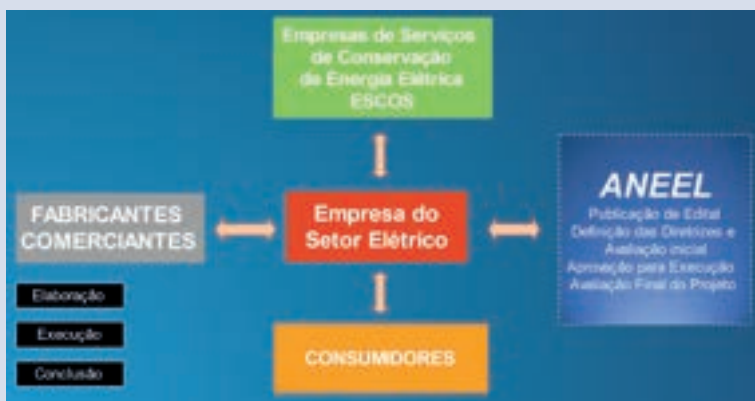 Empresas de Serviços
de Conservação
de Energia Elétrica
ESCOS
FABRICANTES
COMERCIANTES
Empresa do
Setor Elétrico
ANEEL
Publicação de Edital
Definição das Diretrizes e
Avaliação inicial
Aprovação para Execução
Avaliação Final do Projeto
Elaboração
Execução
Conclusão
CONSUMIDORES